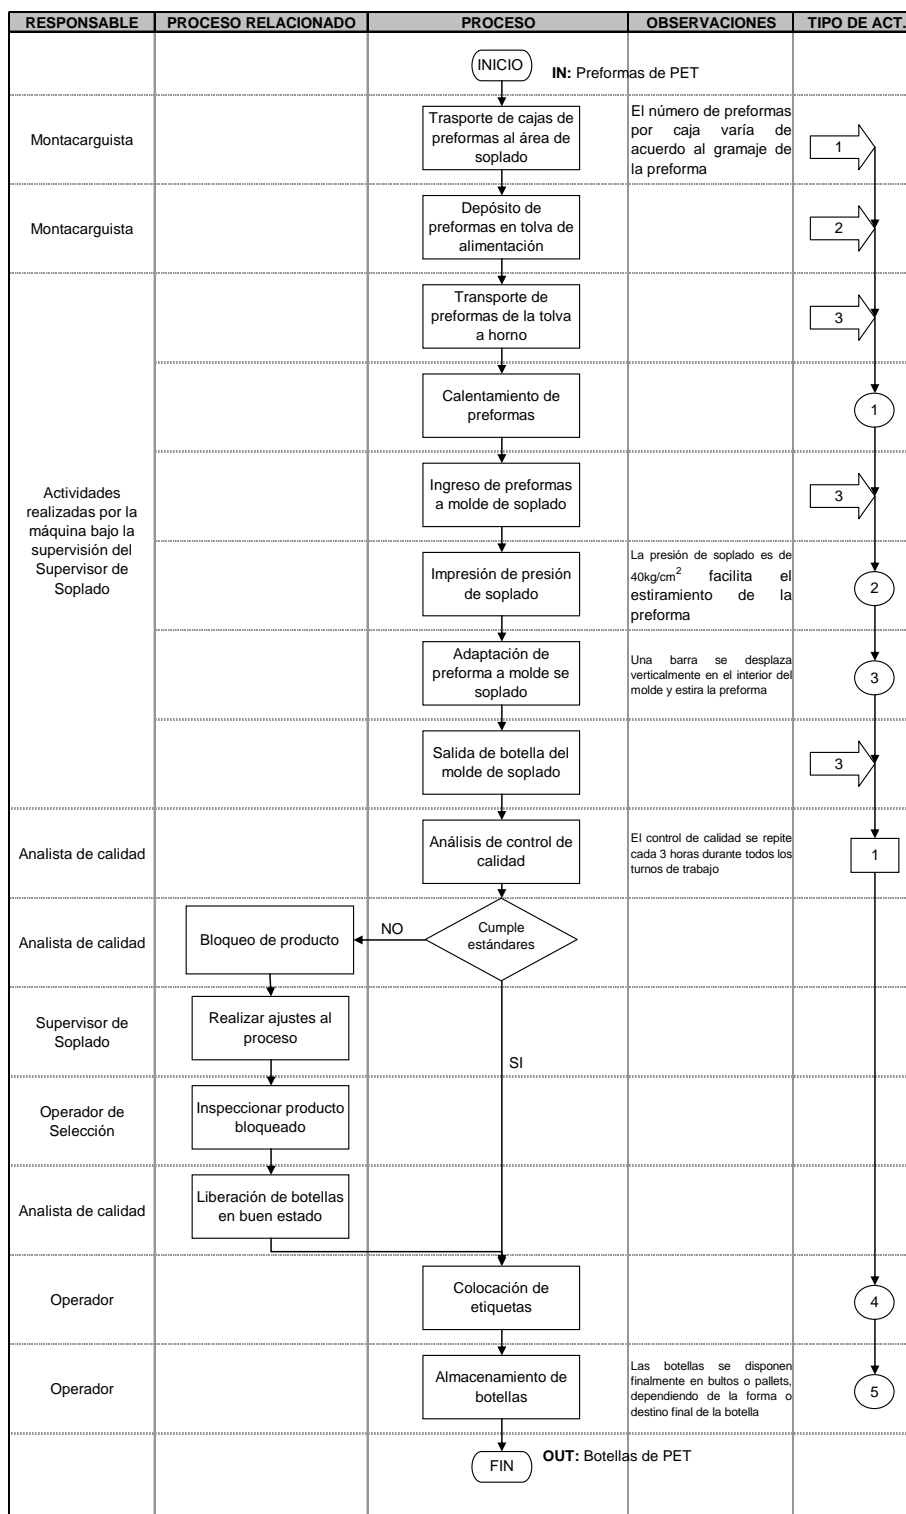 RESPONSABLE PROCESO RELACIONADO PROCESO OBSERVACIONES TIPO DE ACT.
INICIO
IN: Preformas de PET
Montacarguista
Trasporte de cajas de
preformas al área de
soplado
El número de preformas
por caja varía de
acuerdo al gramaje de
la preforma
1
Montacarguista
Depósito de
preformas en tolva de
alimentación
2
Actividades
realizadas por la
máquina bajo la
supervisión del
Supervisor de
Soplado
Transporte de
preformas de la tolva
a horno
3
Calentamiento de
preformas
1
Ingreso de preformas
a molde de soplado
3
Impresión de presión
de soplado
La presión de soplado es de
40kg/cm2 facilita el
estiramiento de la
preforma
2
Adaptación de
preforma a molde se
soplado
Una barra se desplaza
verticalmente en el interior del
molde y estira la preforma
3
Salida de botella del
molde de soplado
3
Analista de calidad
Análisis de control de
calidad
El control de calidad se repite
cada 3 horas durante todos los
turnos de trabajo
1
Analista de calidad
Bloqueo de producto
NO
Cumple
estándares
Supervisor de
Soplado
Realizar ajustes al
proceso
SI
Operador de
Selección
Inspeccionar producto
bloqueado
Analista de calidad
Liberación de botellas
en buen estado
Operador
Colocación de
etiquetas
4
Operador
Almacenamiento de
botellas
Las botellas se disponen
finalmente en bultos o pallets,
dependiendo de la forma o
destino final de la botella
5
FIN
OUT: Botellas de PET